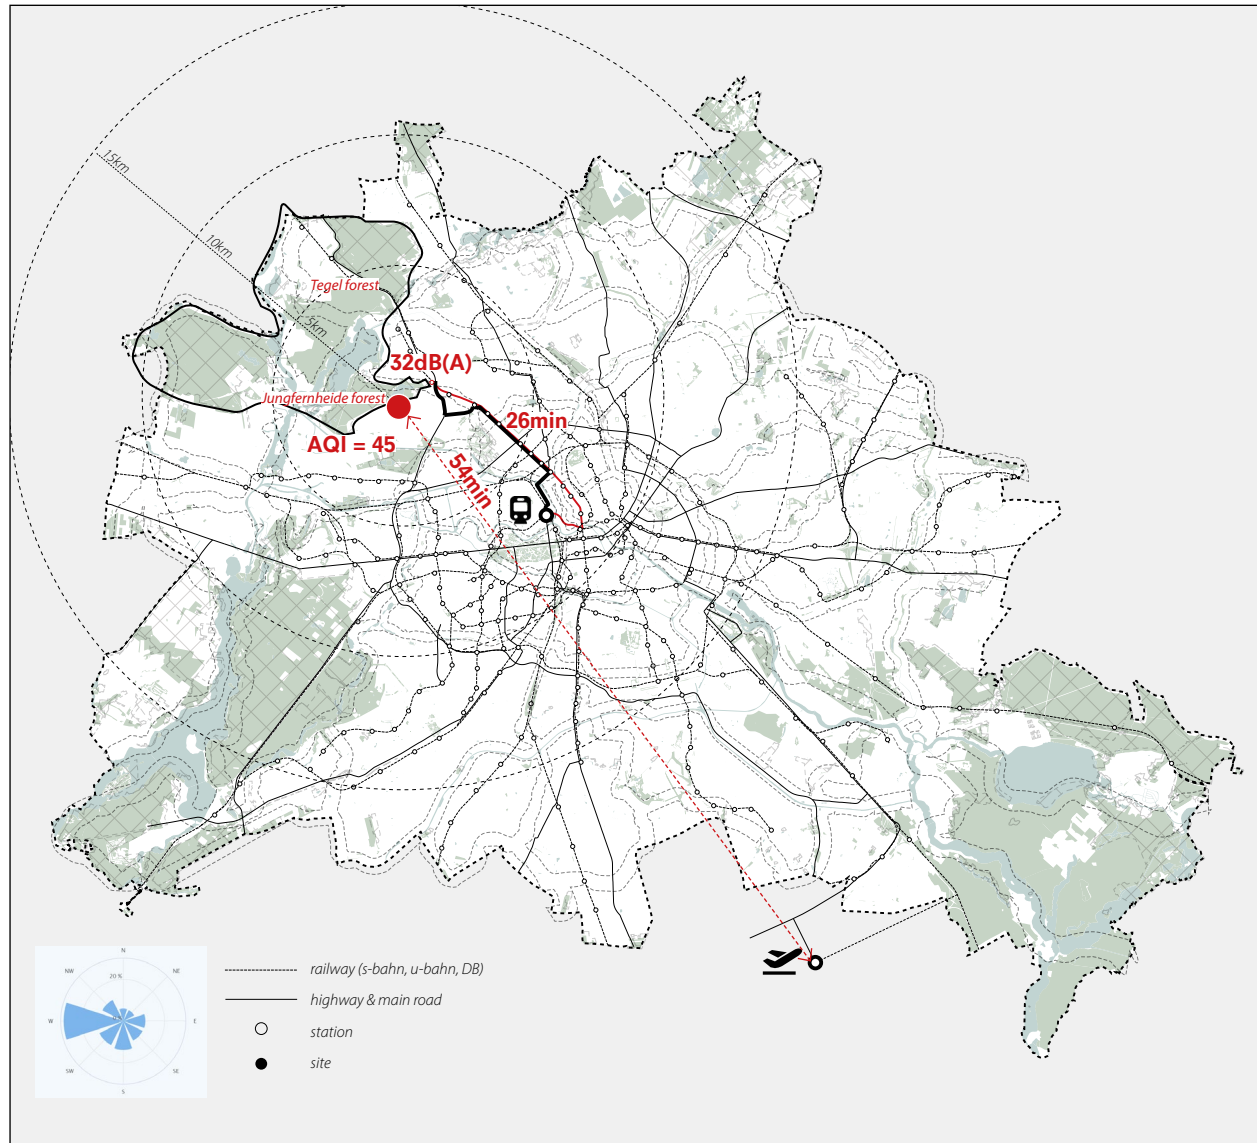 15km
10km
Tegel forest
5km
32dB(A)
Jungfernheide forest
26min
AQI = 45
54min
N
NW
NE
20 %
W
E
SW
SE
S
railway (s-bahn, u-bahn, DB)
highway & main road
station
site